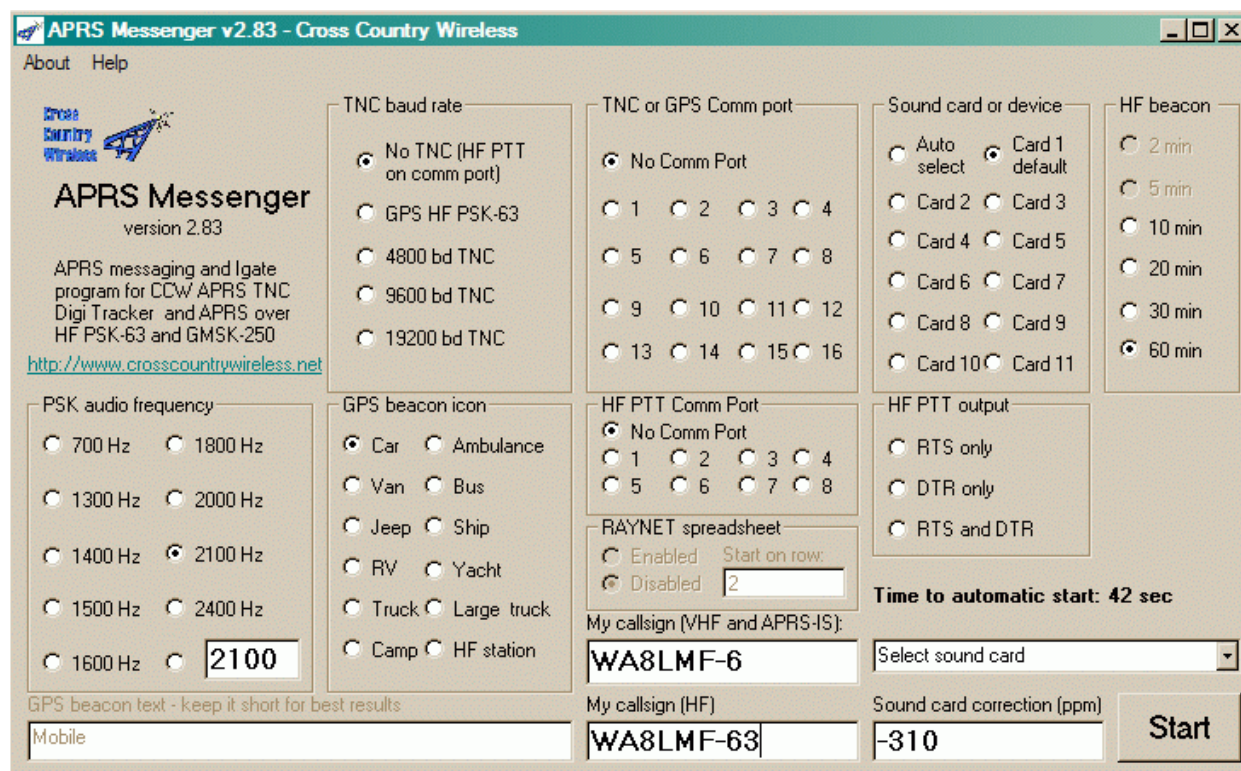 APRS Messenger v2.83 - Cross Country Wireless
About Help
Cross
Country
Wireless
APRS Messenger
version 2.83
APRS messaging and Igate
program for CCW APRS TNC
Digi Tracker and APRS over
HF PSK-63 and GMSK-250
http://www.crosscountrywireless.net
TNC baud rate
No TNC (HF PTT
on comm port)
GPS HF PSK-63
4800 bd TNC
9600 bd TNC
19200 bd TNC
TNC or GPS Comm port
No Comm Port
1 2 3 4
5 6 7 8
9 10 11 12
13 14 15 16
Sound card or device
Auto
select
Card 1
default
Card 2 Card 3
Card 4 Card 5
Card 6 Card 7
Card 8 Card 9
Card 10 Card 11
HF beacon
2 min
5 min
10 min
20 min
30 min
60 min
PSK audio frequency
700 Hz 1800 Hz
1300 Hz 2000 Hz
1400 Hz 2100 Hz
1500 Hz 2400 Hz
1600 Hz 2100
GPS beacon icon
Car Ambulance
Van Bus
Jeep Ship
RV Yacht
Truck Large truck
Camp HF station
HF PTT Comm Port
No Comm Port
1 2 3 4
5 6 7 8
HF PTT output
RTS only
DTR only
RTS and DTR
RAYNET spreadsheet
Enabled Start on row:
Disabled 2
Time to automatic start: 42 sec
My callsign (VHF and APRS-IS):
WA8LMF-6
Select sound card
GPS beacon text - keep it short for best results
Mobile
My callsign (HF)
WA8LMF-63
Sound card correction (ppm)
-310
Start